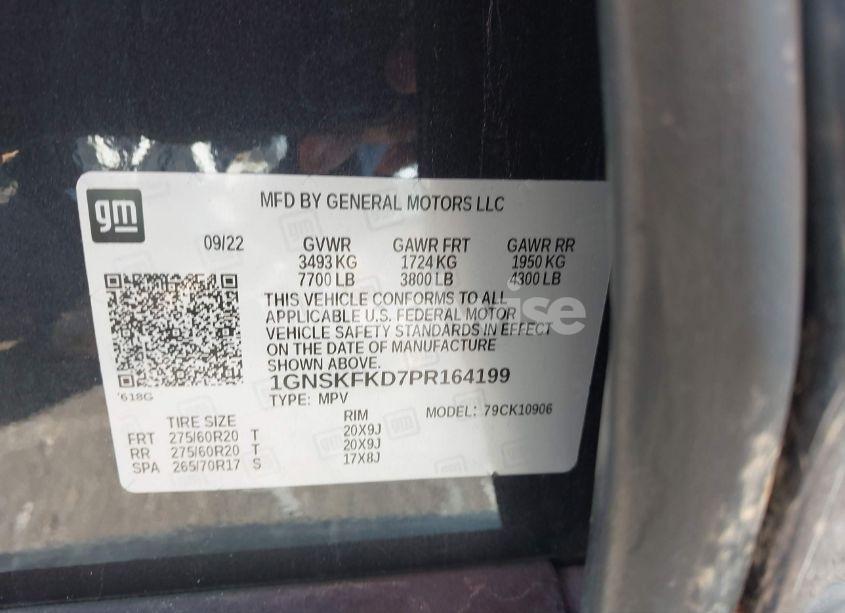 gm
MFD BY GENERAL MOTORS LLC
09/22 GVWR GAWR FRT GAWR RR
3493 KG 1724 KG 1950 KG
7700 LB 3800 LB 4300 LB
THIS VEHICLE CONFORMS TO ALL
APPLICABLE U.S. FEDERAL MOTOR
VEHICLE SAFETY STANDARDS IN EFFECT
ON THE DATE OF MANUFACTURE
SHOWN ABOVE.
1GNSKFKD7PR164199
'618G
TYPE: MPV MODEL: 79CK10906
TIRE SIZE RIM
FRT 275/60R20 T 20X9J
RR 275/60R20 T 20X9J
SPA 265/70R17 S 17X8J